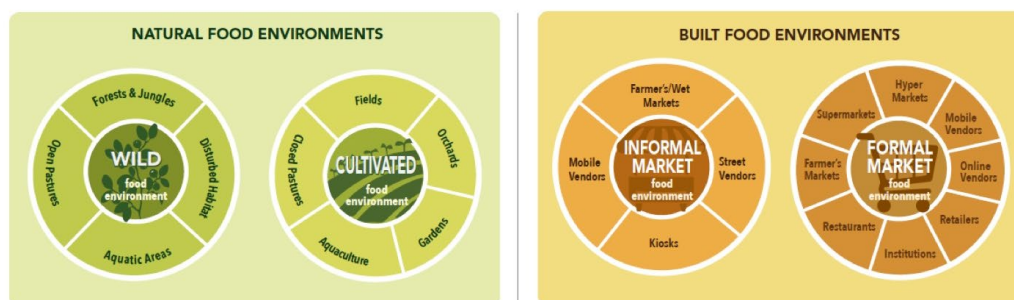 NATURAL FOOD ENVIRONMENTS
Forests & Jungles
Open Pastures
Disturbed Habitat
Aquatic Areas
WILD
food
environment
Fields
Closed Pastures
Orchards
Aquaculture
Gardens
CULTIVATED
food
environment
BUILT FOOD ENVIRONMENTS
Farmer's/Wet
Markets
Mobile
Vendors
Street
Vendors
Kiosks
INFORMAL
MARKET
food
environment
Hyper
Markets
Supermarkets
Mobile
Vendors
Farmer's
Markets
Online
Vendors
Restaurants
Retailers
Institutions
FORMAL
MARKET
food
environment